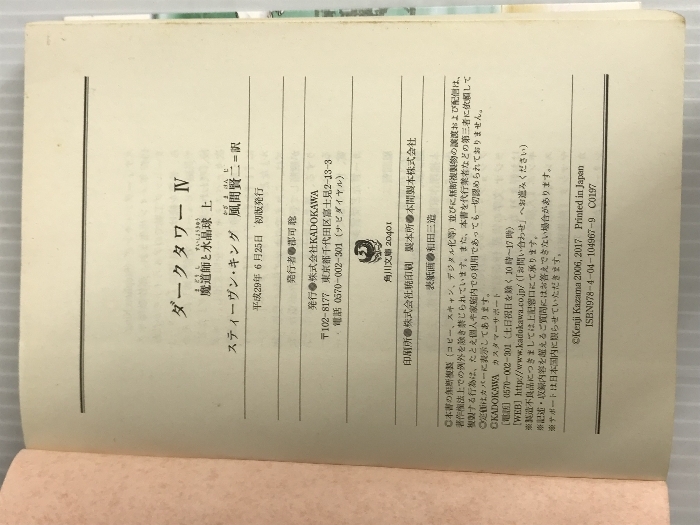 ダークタワー Ⅳ
まどうし すいしょうきゅう じょう
魔道師と水晶球 上
かざま けんじ
スティーヴン・キング 風間賢二=訳
平成29年 6月25日 初版発行
発行者●郡司 聡
発行●株式会社KADOKAWA
〒102-8177 東京都千代田区富士見2-13-3
電話 0570-002-301(ナビダイヤル)
角川文庫 20401
印刷所●株式会社暁印刷 製本所●本間製本株式会社
表紙画●和田三造
◎本書の無断複製(コピー、スキャン、デジタル化等)並びに無断複製物の譲渡および配信は、
著作権法上での例外を除き禁じられています。また、本書を代行業者などの第三者に依頼して
複製する行為は、たとえ個人や家庭内での利用であっても一切認められておりません。
◎定価はカバーに表示してあります。
◎KADOKAWA カスタマーサポート
[電話] 0570-002-301(土日祝日を除く 10時~17時)
[WEB] http://www.kadokawa.co.jp/(「お問い合わせ」へお進みください)
※製造不良品につきましては上記窓口にて承ります。
※記述・収録内容を超えるご質問にはお答えできない場合があります。
※サポートは日本国内に限らせていただきます。
©Kenji Kazama 2006, 2017 Printed in Japan
ISBN978-4-04-104967-9 C0197